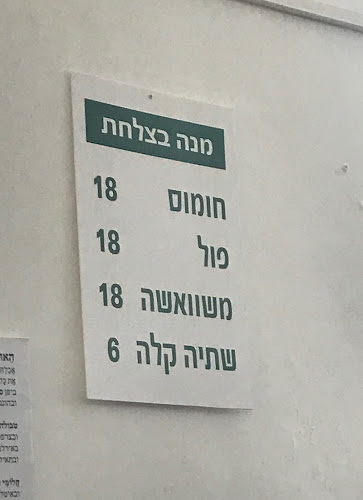 מנה בצלחת
חומוס 18
פול 18
משוואשה 18
שתיה קלה 6